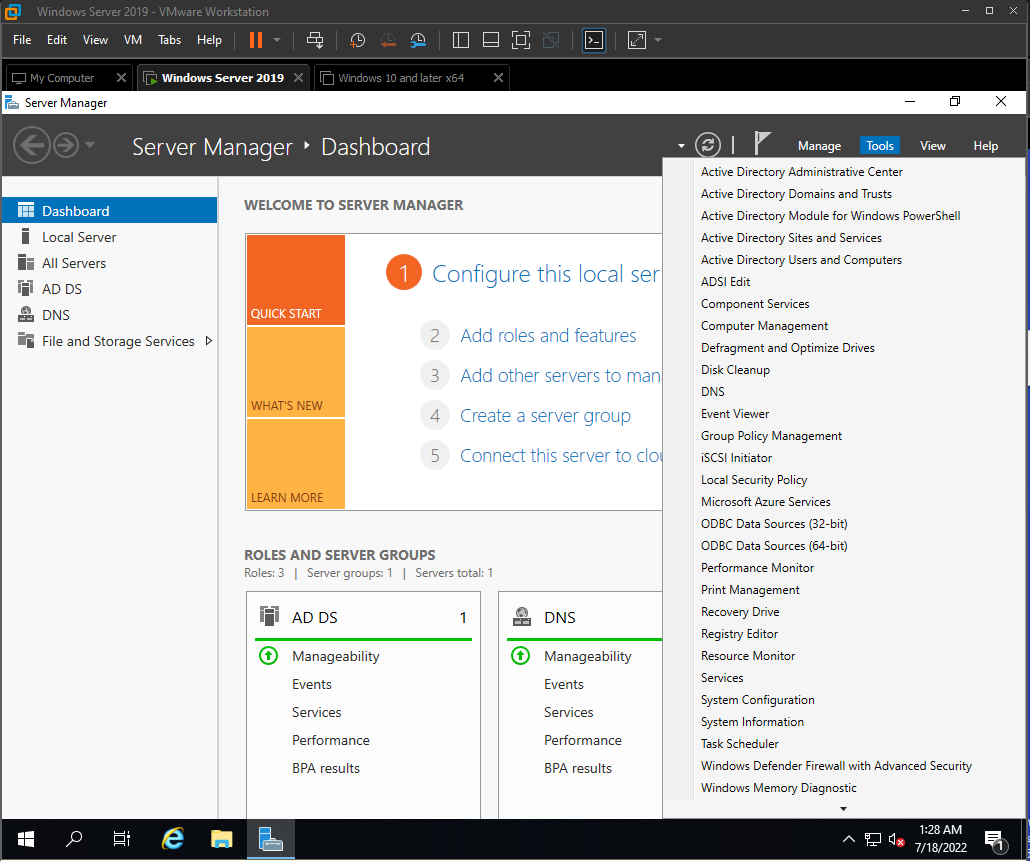 Windows Server 2019 - VMware Workstation
File Edit View VM Tabs Help
My Computer
Windows Server 2019
Windows 10 and later x64
Server Manager
Server Manager
Dashboard
Manage
Tools
View
Help
Dashboard
Local Server
All Servers
AD DS
DNS
File and Storage Services
WELCOME TO SERVER MANAGER
QUICK START
WHAT'S NEW
LEARN MORE
1 Configure this local ser
2 Add roles and features
3 Add other servers to man
4 Create a server group
5 Connect this server to clou
ROLES AND SERVER GROUPS
Roles: 3 | Server groups: 1 | Servers total: 1
AD DS 1
Manageability
Events
Services
Performance
BPA results
DNS
Manageability
Events
Services
Performance
BPA results
Active Directory Administrative Center
Active Directory Domains and Trusts
Active Directory Module for Windows PowerShell
Active Directory Sites and Services
Active Directory Users and Computers
ADSI Edit
Component Services
Computer Management
Defragment and Optimize Drives
Disk Cleanup
DNS
Event Viewer
Group Policy Management
iSCSI Initiator
Local Security Policy
Microsoft Azure Services
ODBC Data Sources (32-bit)
ODBC Data Sources (64-bit)
Performance Monitor
Print Management
Recovery Drive
Registry Editor
Resource Monitor
Services
System Configuration
System Information
Task Scheduler
Windows Defender Firewall with Advanced Security
Windows Memory Diagnostic
1:28 AM
7/18/2022
1